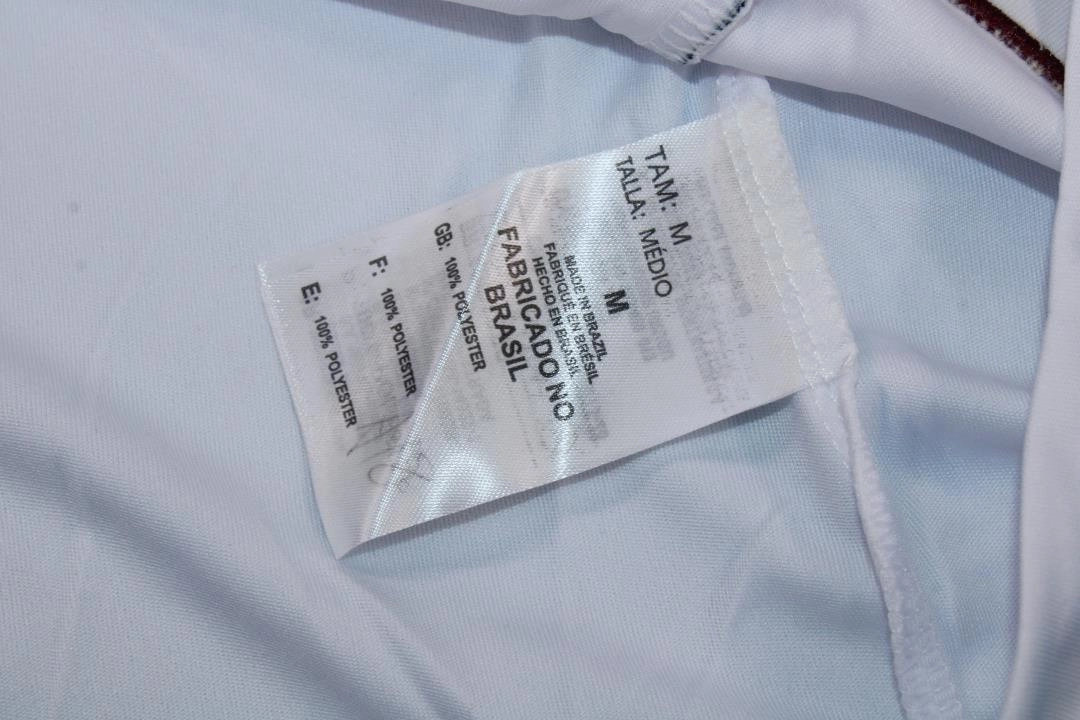 TAM: M
TALLA: MÉDIO
M
MADE IN BRAZIL
FABRIQUÉ EN BRÉSIL
HECHO EN BRASIL
FABRICADO NO
BRASIL
GB: 100% POLYESTER
F: 100% POLYESTER
E: 100% POLYESTER